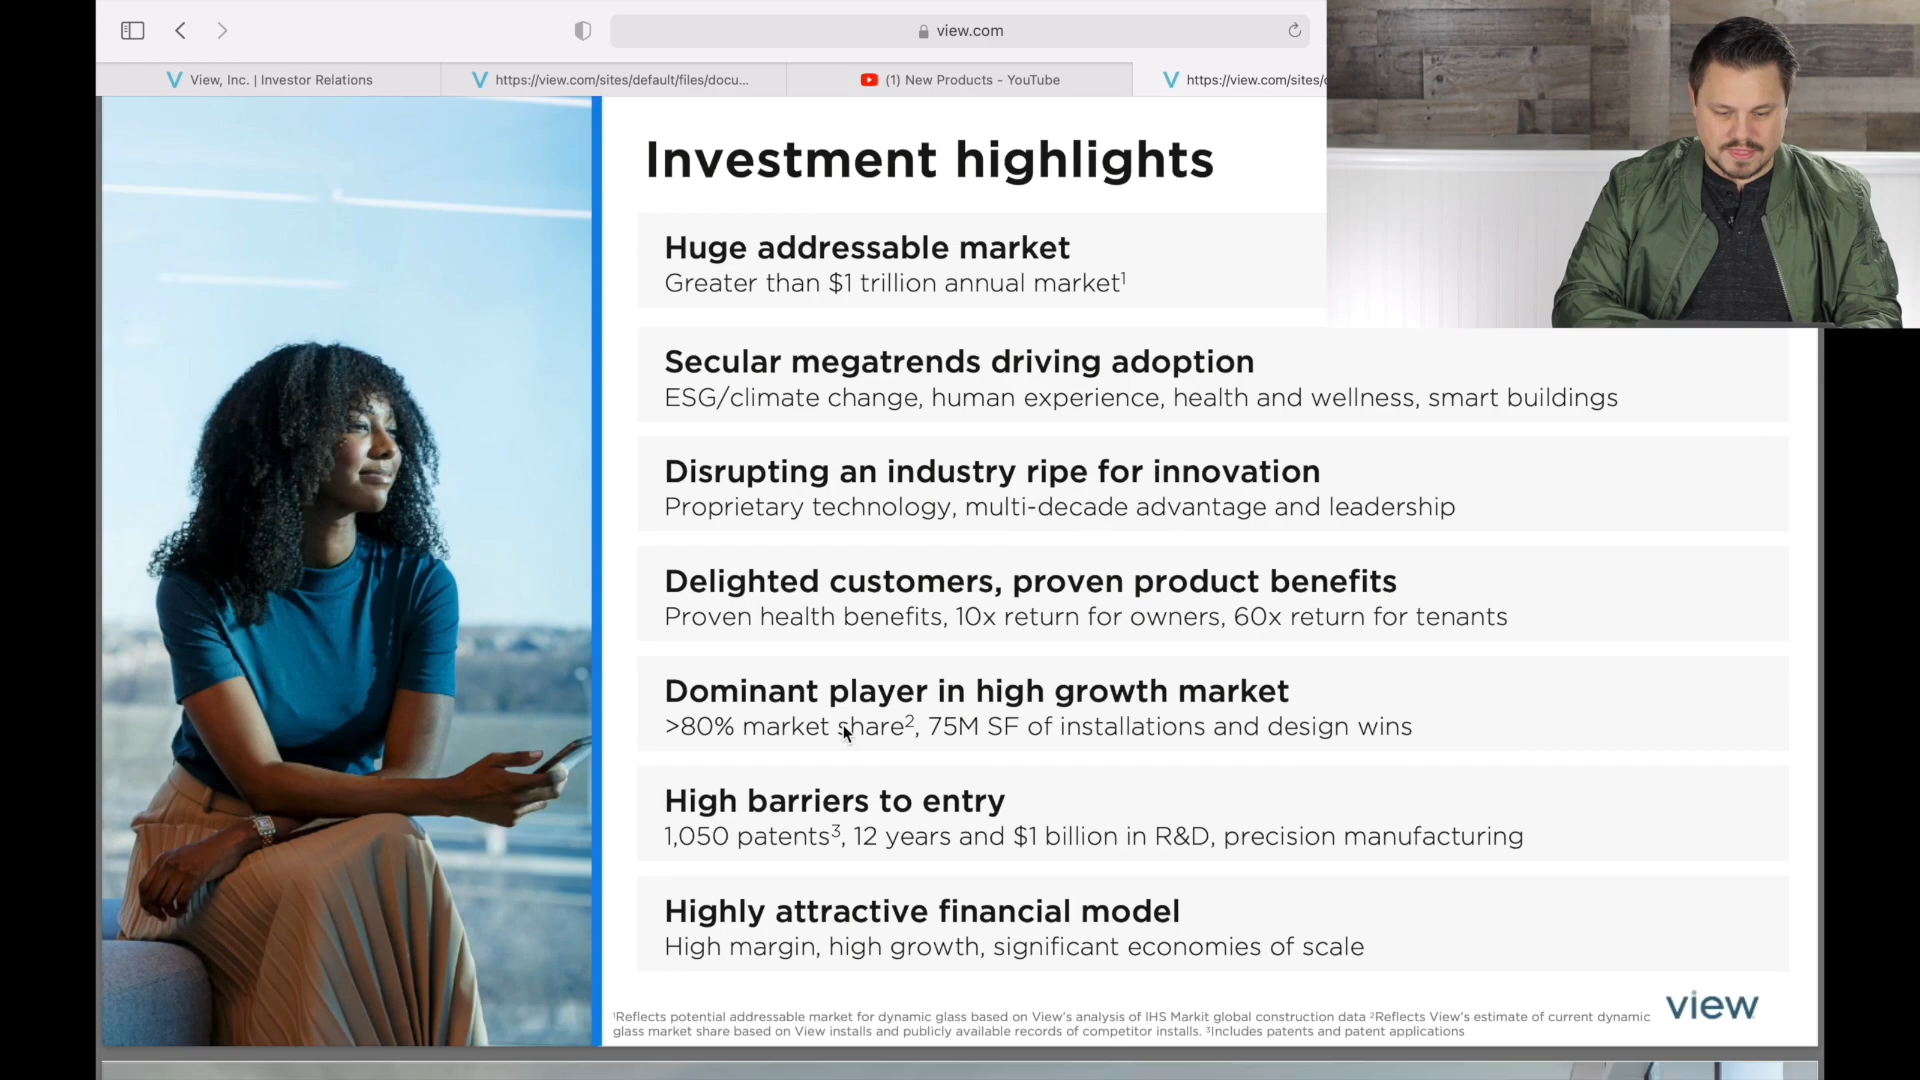 view.com
View, Inc. | Investor Relations
https://view.com/sites/default/files/docu...
(1) New Products - YouTube
https://view.com/sites/
Investment highlights
Huge addressable market
Greater than $1 trillion annual market¹
Secular megatrends driving adoption
ESG/climate change, human experience, health and wellness, smart buildings
Disrupting an industry ripe for innovation
Proprietary technology, multi-decade advantage and leadership
Delighted customers, proven product benefits
Proven health benefits, 10x return for owners, 60x return for tenants
Dominant player in high growth market
>80% market share², 75M SF of installations and design wins
High barriers to entry
1,050 patents³, 12 years and $1 billion in R&D, precision manufacturing
Highly attractive financial model
High margin, high growth, significant economies of scale
¹Reflects potential addressable market for dynamic glass based on View's analysis of IHS Markit global construction data ²Reflects View's estimate of current dynamic
glass market share based on View installs and publicly available records of competitor installs. ³Includes patents and patent applications
view